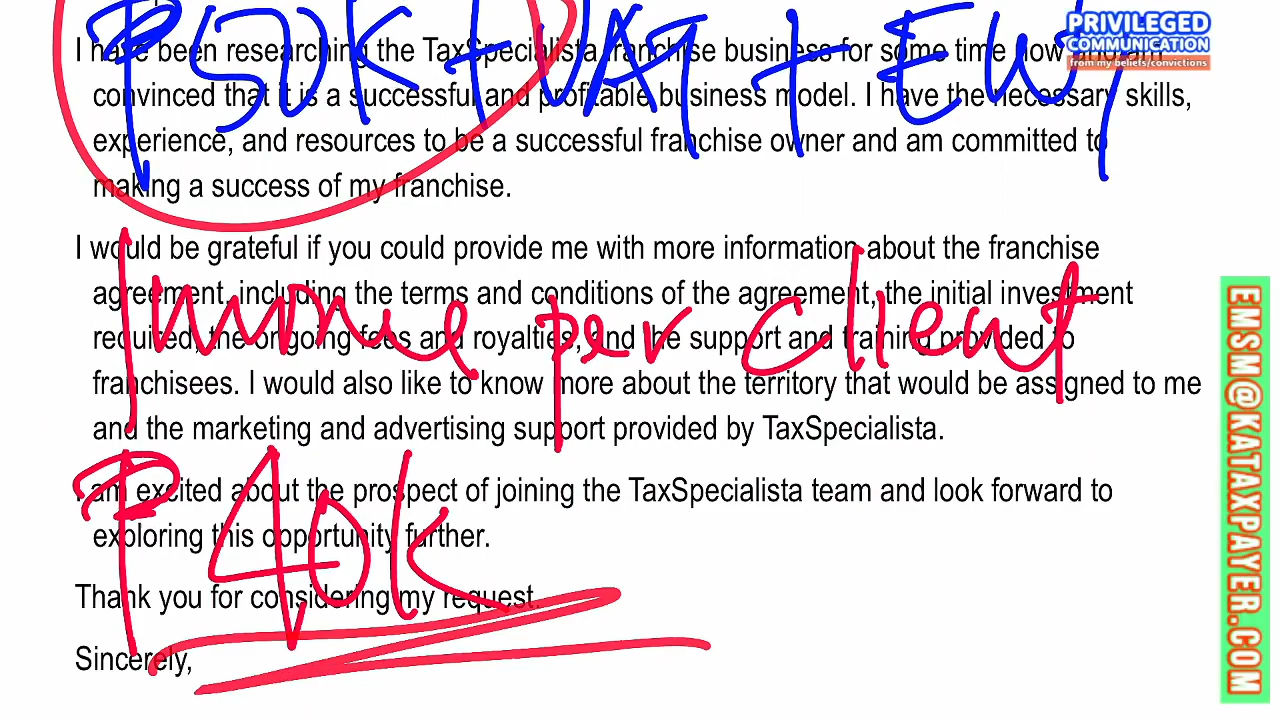 ₱50K + VAT + EWT
PRIVILEGED
COMMUNICATION
from my beliefs/convictions
I have been researching the TaxSpecialista franchise business for some time now and am
convinced that it is a successful and profitable business model. I have the necessary skills,
experience, and resources to be a successful franchise owner and am committed to
making a success of my franchise.
I would be grateful if you could provide me with more information about the franchise
agreement, including the terms and conditions of the agreement, the initial investment
Income per client
required, the ongoing fees and royalties, and the support and training provided to
franchisees. I would also like to know more about the territory that would be assigned to me
and the marketing and advertising support provided by TaxSpecialista.
I am excited about the prospect of joining the TaxSpecialista team and look forward to
exploring this opportunity further.
₱40K
Thank you for considering my request.
Sincerely,
EMSM@KATAXPAYER.COM